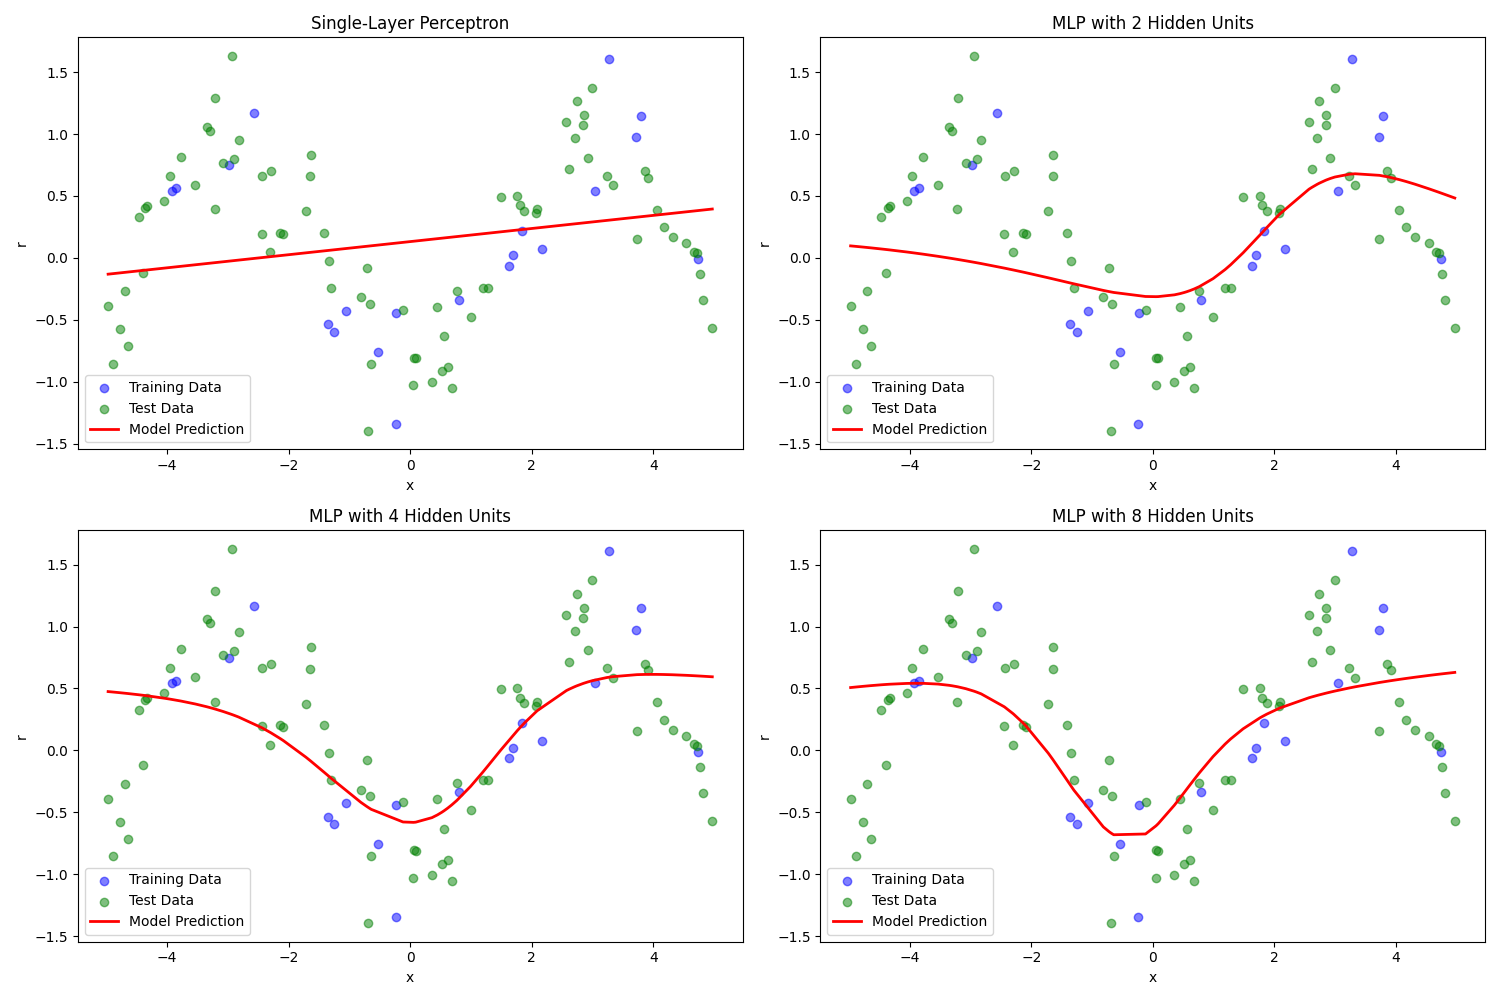 Single-Layer Perceptron
1.5
1.0
0.5
0.0
−0.5
−1.0
−1.5
r
Training Data
Test Data
Model Prediction
−4 −2 0 2 4
x
MLP with 2 Hidden Units
1.5
1.0
0.5
0.0
−0.5
−1.0
−1.5
r
Training Data
Test Data
Model Prediction
−4 −2 0 2 4
x
MLP with 4 Hidden Units
1.5
1.0
0.5
0.0
−0.5
−1.0
−1.5
r
Training Data
Test Data
Model Prediction
−4 −2 0 2 4
x
MLP with 8 Hidden Units
1.5
1.0
0.5
0.0
−0.5
−1.0
−1.5
r
Training Data
Test Data
Model Prediction
−4 −2 0 2 4
x